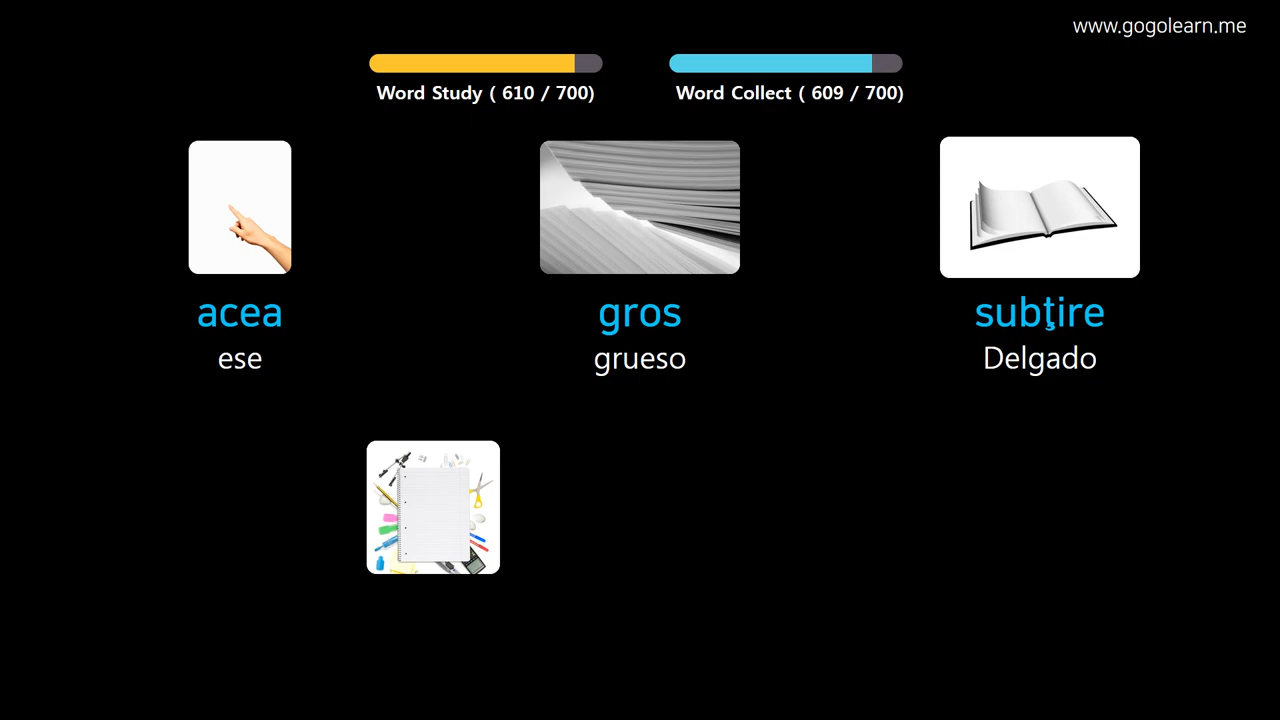 www.gogolearn.me
Word Study ( 610 / 700)
Word Collect ( 609 / 700)
acea
gros
subţire
ese
grueso
Delgado